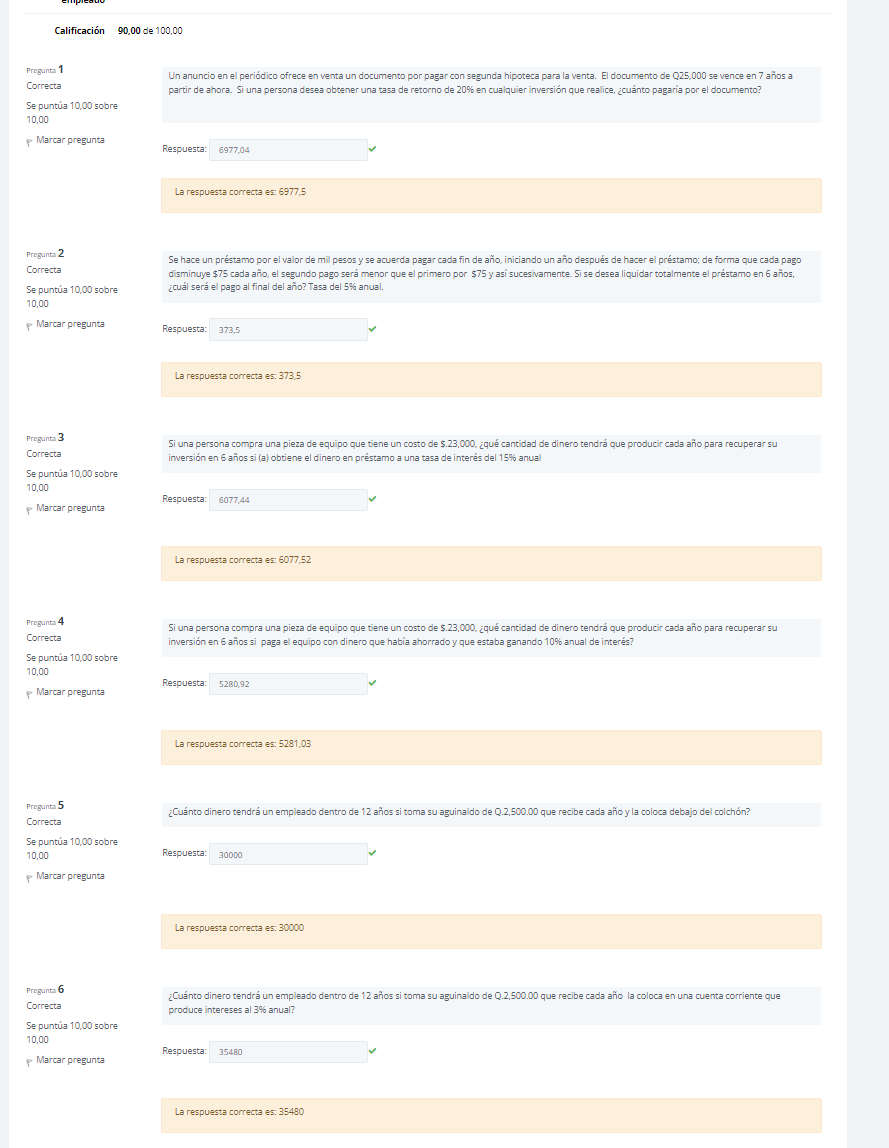 empleado
Calificación 90,00 de 100,00
Pregunta 1
Correcta
Se puntúa 10,00 sobre
10,00
Marcar pregunta
Un anuncio en el periódico ofrece en venta un documento por pagar con segunda hipoteca para la venta. El documento de Q25,000 se vence en 7 años a
partir de ahora. Si una persona desea obtener una tasa de retorno de 20% en cualquier inversión que realice, ¿cuánto pagaría por el documento?
Respuesta: 6977,04
La respuesta correcta es: 6977,5
Pregunta 2
Correcta
Se puntúa 10,00 sobre
10,00
Marcar pregunta
Se hace un préstamo por el valor de mil pesos y se acuerda pagar cada fin de año, iniciando un año después de hacer el préstamo; de forma que cada pago
disminuye $75 cada año, el segundo pago será menor que el primero por $75 y así sucesivamente. Si se desea liquidar totalmente el préstamo en 6 años,
¿cuál será el pago al final del año? Tasa del 5% anual.
Respuesta: 373,5
La respuesta correcta es: 373,5
Pregunta 3
Correcta
Se puntúa 10,00 sobre
10,00
Marcar pregunta
Si una persona compra una pieza de equipo que tiene un costo de $.23,000, ¿qué cantidad de dinero tendrá que producir cada año para recuperar su
inversión en 6 años si (a) obtiene el dinero en préstamo a una tasa de interés del 15% anual
Respuesta: 6077,44
La respuesta correcta es: 6077,52
Pregunta 4
Correcta
Se puntúa 10,00 sobre
10,00
Marcar pregunta
Si una persona compra una pieza de equipo que tiene un costo de $.23,000, ¿qué cantidad de dinero tendrá que producir cada año para recuperar su
inversión en 6 años si paga el equipo con dinero que había ahorrado y que estaba ganando 10% anual de interés?
Respuesta: 5280,92
La respuesta correcta es: 5281,03
Pregunta 5
Correcta
Se puntúa 10,00 sobre
10,00
Marcar pregunta
¿Cuánto dinero tendrá un empleado dentro de 12 años si toma su aguinaldo de Q.2,500.00 que recibe cada año y la coloca debajo del colchón?
Respuesta: 30000
La respuesta correcta es: 30000
Pregunta 6
Correcta
Se puntúa 10,00 sobre
10,00
Marcar pregunta
¿Cuánto dinero tendrá un empleado dentro de 12 años si toma su aguinaldo de Q.2,500.00 que recibe cada año la coloca en una cuenta corriente que
produce intereses al 3% anual?
Respuesta: 35480
La respuesta correcta es: 35480